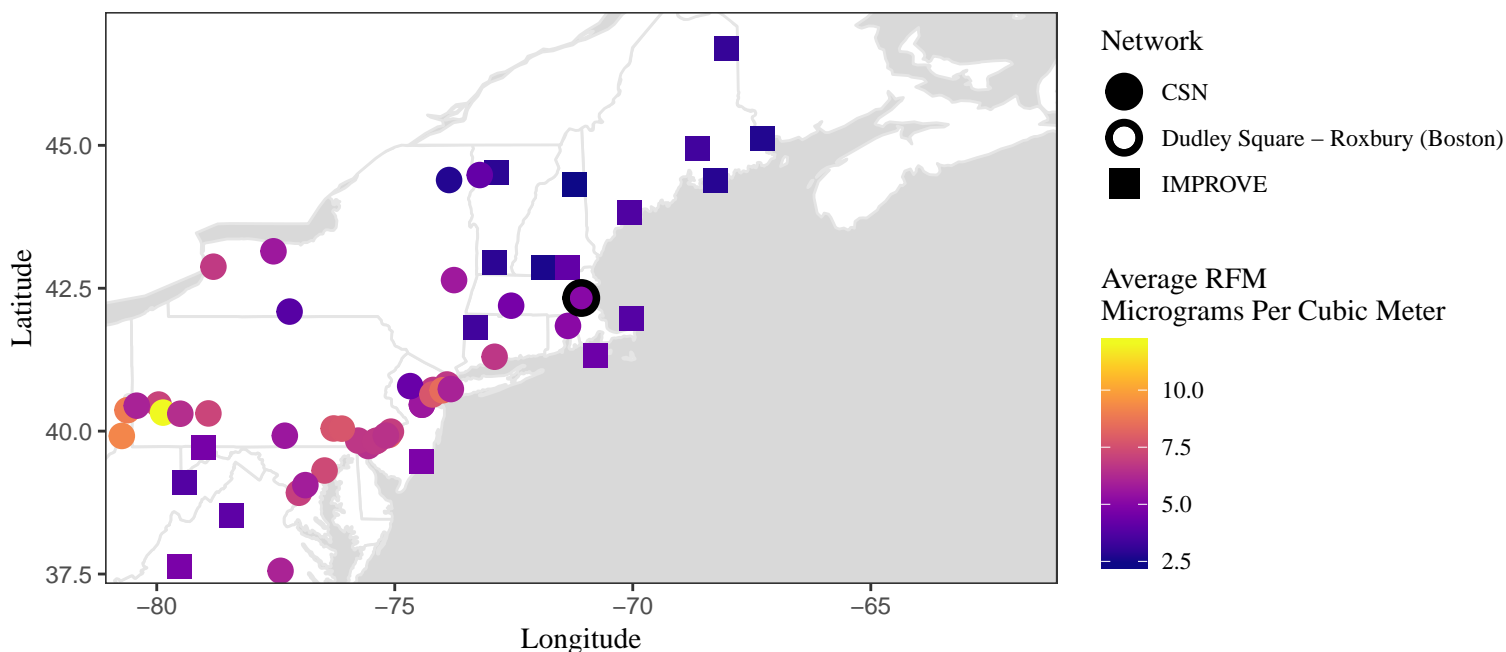 Network
CSN
Dudley Square – Roxbury (Boston)
IMPROVE
Average RFM
Micrograms Per Cubic Meter
10.0
7.5
5.0
2.5
Latitude
45.0
42.5
40.0
37.5
−80
−75
−70
−65
Longitude